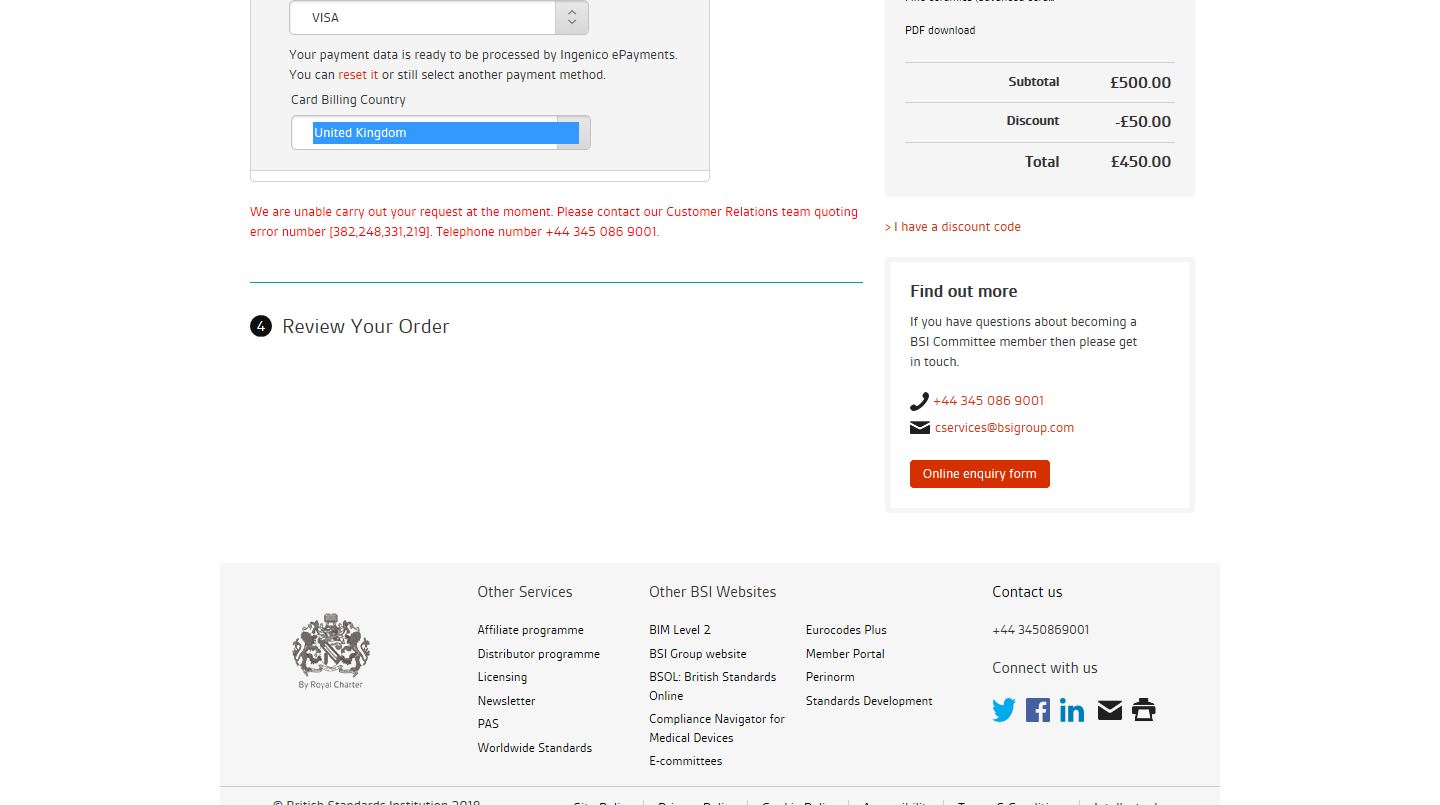 VISA
Your payment data is ready to be processed by Ingenico ePayments.
You can reset it or still select another payment method.
Card Billing Country
United Kingdom
We are unable carry out your request at the moment. Please contact our Customer Relations team quoting
error number [382,248,331,219]. Telephone number +44 345 086 9001.
4 Review Your Order
PDF download
Subtotal £500.00
Discount -£50.00
Total £450.00
> I have a discount code
Find out more
If you have questions about becoming a
BSI Committee member then please get
in touch.
+44 345 086 9001
cservices@bsigroup.com
Online enquiry form
By Royal Charter
Other Services
Affiliate programme
Distributor programme
Licensing
Newsletter
PAS
Worldwide Standards
Other BSI Websites
BIM Level 2
BSI Group website
BSOL: British Standards
Online
Compliance Navigator for
Medical Devices
E-committees
Eurocodes Plus
Member Portal
Perinorm
Standards Development
Contact us
+44 3450869001
Connect with us
© British Standards Institution 2018